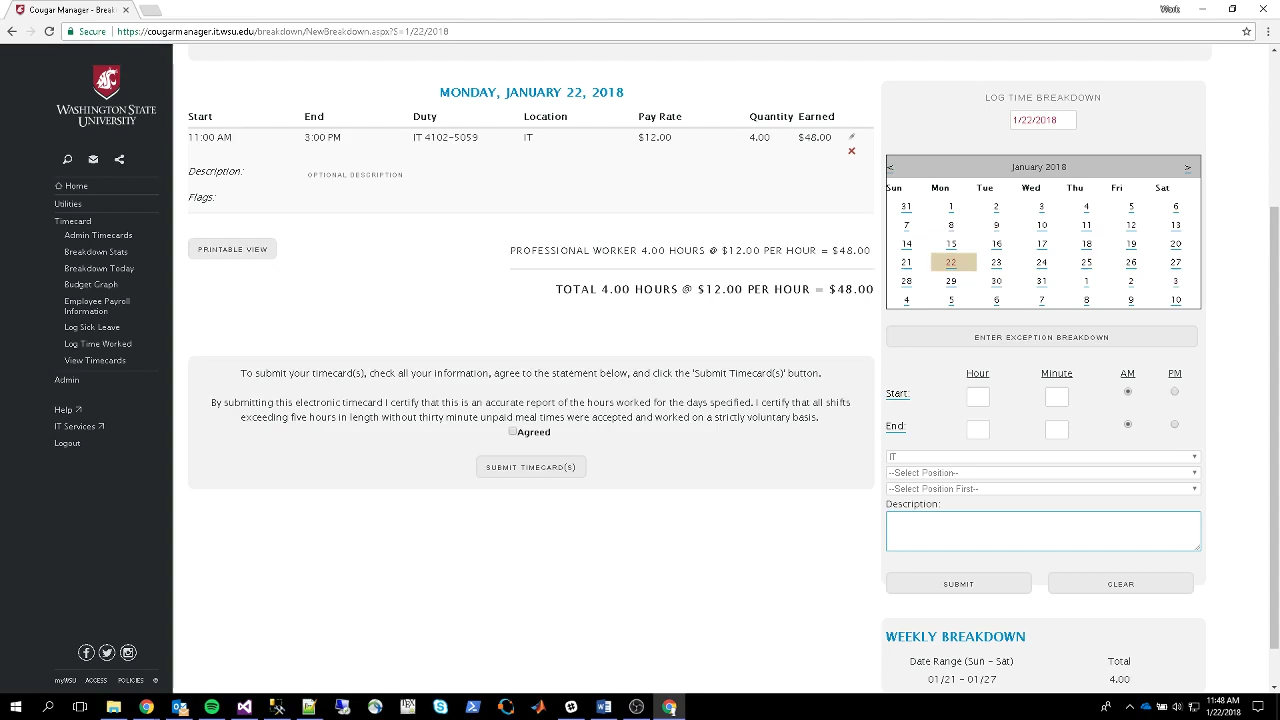 Cougar Manager - Break
Work
Secure https://cougarmanager.it.wsu.edu/breakdown/NewBreakdown.aspx?S=1/22/2018
WASHINGTON STATE
UNIVERSITY
Home
Utilities
Timecard
Admin Timecards
Breakdown Stats
Breakdown Today
Budget Graph
Employee Payroll
Information
Log Sick Leave
Log Time Worked
View Timecards
Admin
Help
IT Services
Logout
myWSU ACCESS POLICIES ©
MONDAY, JANUARY 22, 2018
Start End Duty Location Pay Rate Quantity Earned
11:00 AM 3:00 PM IT 4102-5059 IT $12.00 4.00 $48.00
Description: OPTIONAL DESCRIPTION
Flags:
PRINTABLE VIEW
PROFESSIONAL WORKER 4.00 HOURS @ $12.00 PER HOUR = $48.00
TOTAL 4.00 HOURS @ $12.00 PER HOUR = $48.00
To submit your timecard(s), check all your information, agree to the statement below, and click the 'Submit Timecard(s)' button.
By submitting this electronic timecard I certify that this is an accurate report of the hours worked for the days specified. I certify that all shifts
exceeding five hours in length without thirty minute unpaid meal times were accepted and worked on a strictly voluntary basis.
Agreed
SUBMIT TIMECARD(S)
LOG TIME BREAKDOWN
1/22/2018
< January 2018 >
Sun Mon Tue Wed Thu Fri Sat
31 1 2 3 4 5 6
7 8 9 10 11 12 13
14 15 16 17 18 19 20
21 22 23 24 25 26 27
28 29 30 31 1 2 3
4 5 6 7 8 9 10
ENTER EXCEPTION BREAKDOWN
Hour Minute AM PM
Start:
End:
IT
--Select Position--
--Select Position First--
Description:
SUBMIT CLEAR
WEEKLY BREAKDOWN
Date Range (Sun - Sat) Total
01/21 - 01/27 4.00
11:48 AM
1/22/2018